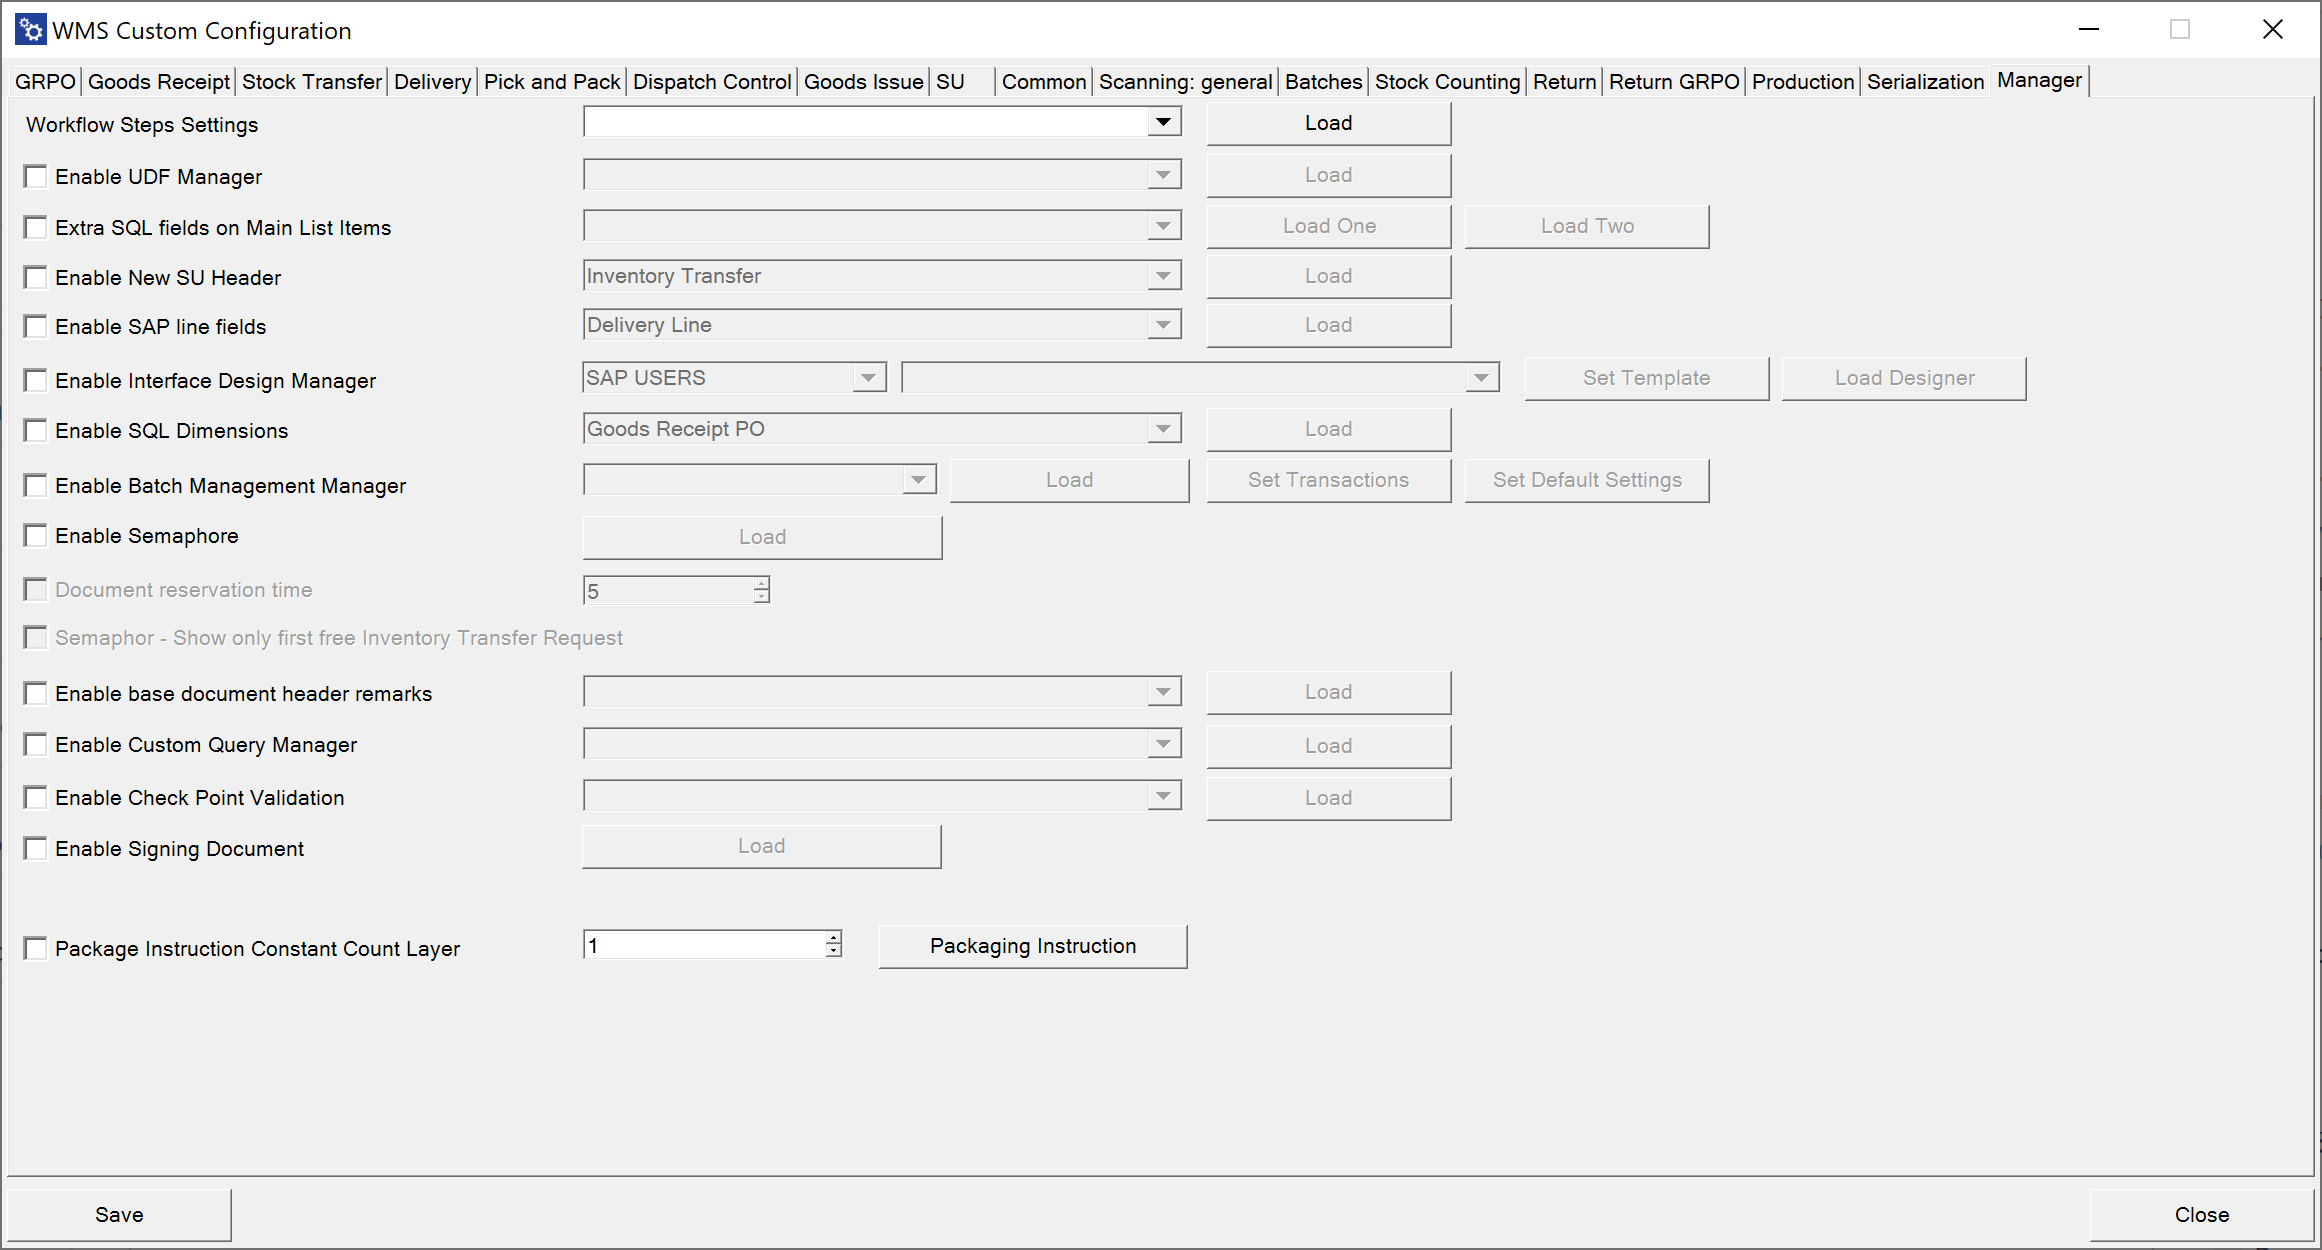 WMS Custom Configuration
GRPO Goods Receipt Stock Transfer Delivery Pick and Pack Dispatch Control Goods Issue SU Common Scanning: general Batches Stock Counting Return Return GRPO Production Serialization Manager
Workflow Steps Settings Load
Enable UDF Manager Load
Extra SQL fields on Main List Items Load One Load Two
Enable New SU Header Inventory Transfer Load
Enable SAP line fields Delivery Line Load
Enable Interface Design Manager SAP USERS Set Template Load Designer
Enable SQL Dimensions Goods Receipt PO Load
Enable Batch Management Manager Load Set Transactions Set Default Settings
Enable Semaphore Load
Document reservation time 5
Semaphor - Show only first free Inventory Transfer Request
Enable base document header remarks Load
Enable Custom Query Manager Load
Enable Check Point Validation Load
Enable Signing Document Load
Package Instruction Constant Count Layer 1 Packaging Instruction
Save Close